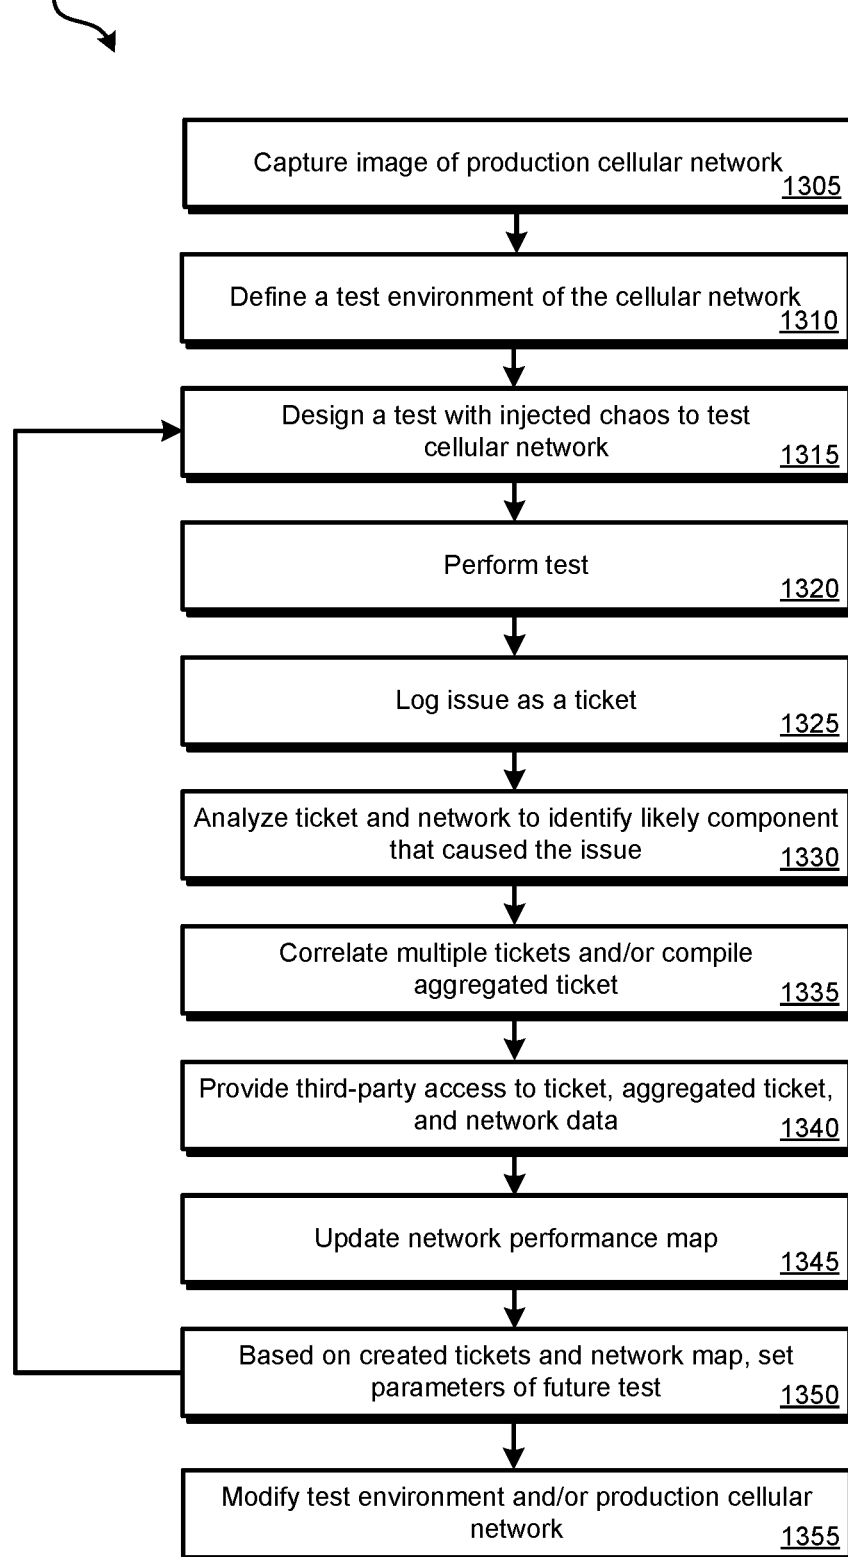 Capture image of production cellular network
1305
Define a test environment of the cellular network
1310
Design a test with injected chaos to test
cellular network
1315
Perform test
1320
Log issue as a ticket
1325
Analyze ticket and network to identify likely component
that caused the issue
1330
Correlate multiple tickets and/or compile
aggregated ticket
1335
Provide third-party access to ticket, aggregated ticket,
and network data
1340
Update network performance map
1345
Based on created tickets and network map, set
parameters of future test
1350
Modify test environment and/or production cellular
network
1355